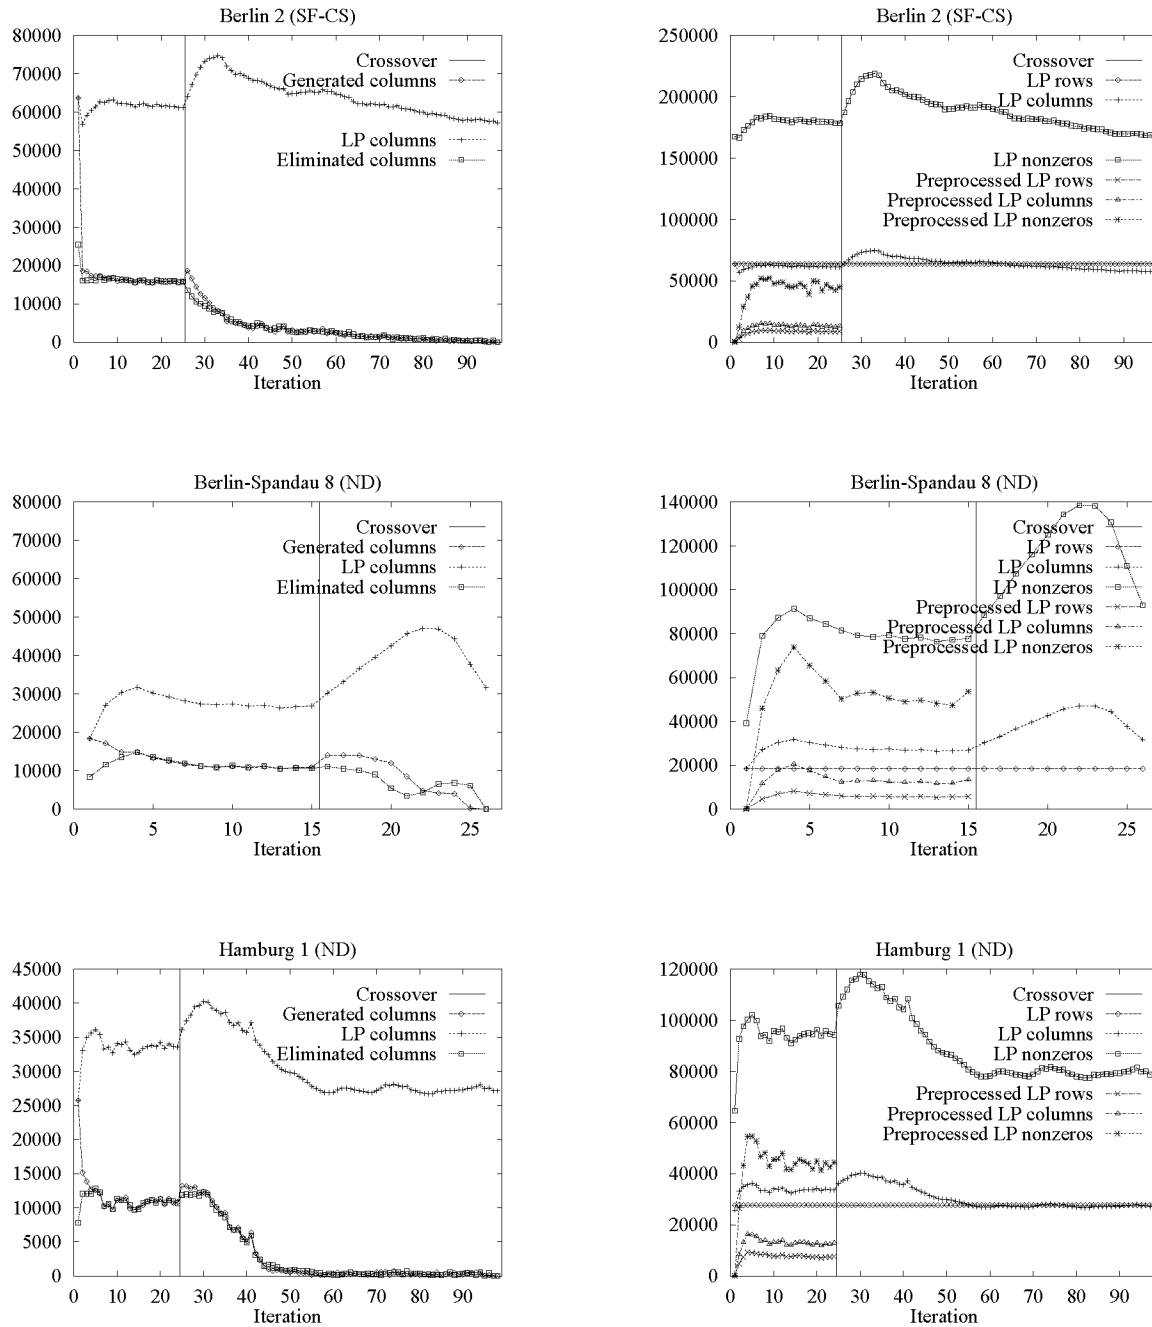 Berlin 2 (SF-CS)
80000
70000
60000
50000
40000
30000
20000
10000
0
Crossover
Generated columns
LP columns
Eliminated columns
0 10 20 30 40 50 60 70 80 90
Iteration
Berlin 2 (SF-CS)
250000
200000
150000
100000
50000
0
Crossover
LP rows
LP columns
LP nonzeros
Preprocessed LP rows
Preprocessed LP columns
Preprocessed LP nonzeros
0 10 20 30 40 50 60 70 80 90
Iteration
Berlin-Spandau 8 (ND)
80000
70000
60000
50000
40000
30000
20000
10000
0
Crossover
Generated columns
LP columns
Eliminated columns
0 5 10 15 20 25
Iteration
Berlin-Spandau 8 (ND)
140000
120000
100000
80000
60000
40000
20000
0
Crossover
LP rows
LP columns
LP nonzeros
Preprocessed LP rows
Preprocessed LP columns
Preprocessed LP nonzeros
0 5 10 15 20 25
Iteration
Hamburg 1 (ND)
45000
40000
35000
30000
25000
20000
15000
10000
5000
0
Crossover
Generated columns
LP columns
Eliminated columns
0 10 20 30 40 50 60 70 80 90
Iteration
Hamburg 1 (ND)
120000
100000
80000
60000
40000
20000
0
Crossover
LP rows
LP columns
LP nonzeros
Preprocessed LP rows
Preprocessed LP columns
Preprocessed LP nonzeros
0 10 20 30 40 50 60 70 80 90
Iteration